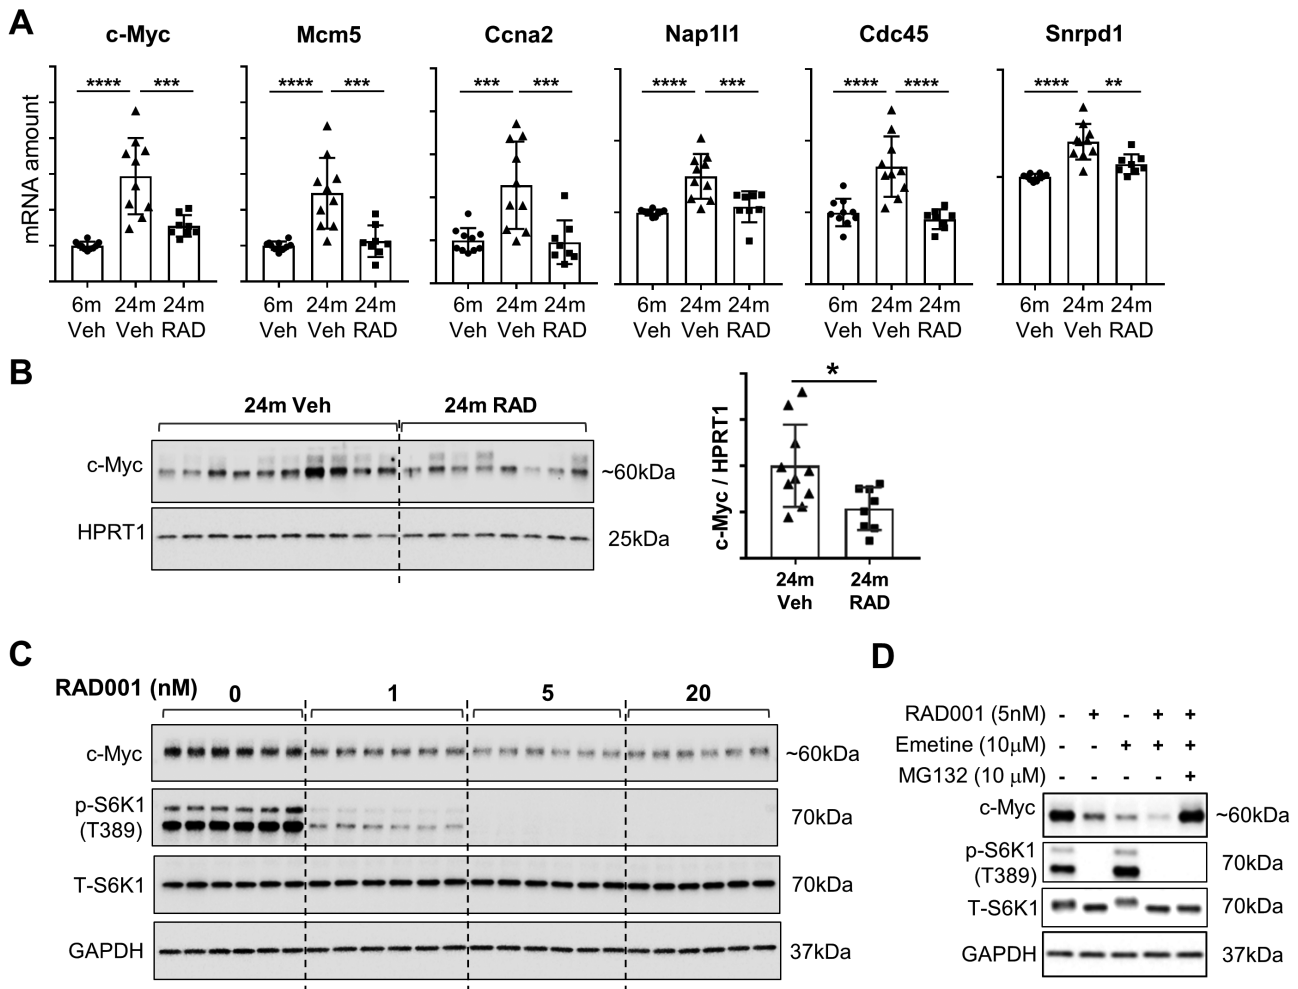 A
c-Myc Mcm5 Ccna2 Nap1l1 Cdc45 Snrpd1
**** *** **** *** *** *** **** *** **** **** **** **
mRNA amount
6m 24m 24m 6m 24m 24m 6m 24m 24m 6m 24m 24m 6m 24m 24m 6m 24m 24m
Veh Veh RAD Veh Veh RAD Veh Veh RAD Veh Veh RAD Veh Veh RAD Veh Veh RAD
B
24m Veh 24m RAD
c-Myc ~60kDa
HPRT1 25kDa
*
c-Myc / HPRT1
24m 24m
Veh RAD
C
RAD001 (nM) 0 1 5 20
c-Myc ~60kDa
p-S6K1
(T389) 70kDa
T-S6K1 70kDa
GAPDH 37kDa
D
RAD001 (5nM) - + - + +
Emetine (10μM) - - + + +
MG132 (10 μM) - - - - +
c-Myc ~60kDa
p-S6K1
(T389) 70kDa
T-S6K1 70kDa
GAPDH 37kDa